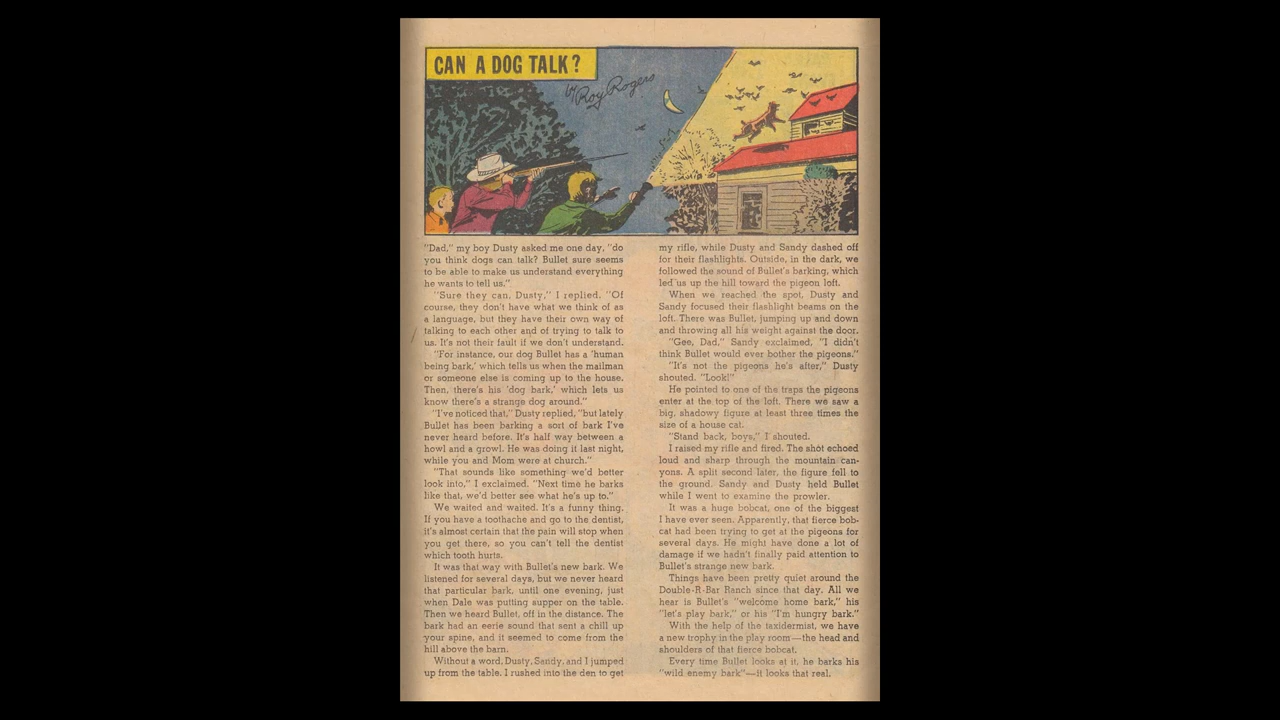 CAN A DOG TALK?
by Roy Rogers
"Dad," my boy Dusty asked me one day, "do
you think dogs can talk? Bullet sure seems
to be able to make us understand everything
he wants to tell us."
"Sure they can, Dusty," I replied. "Of
course, they don't have what we think of as
a language, but they have their own way of
talking to each other and of trying to talk to
us. It's not their fault if we don't understand.
"For instance, our dog Bullet has a 'human
being bark,' which tells us when the mailman
or someone else is coming up to the house.
Then, there's his 'dog bark,' which lets us
know there's a strange dog around."
"I've noticed that," Dusty replied, "but lately
Bullet has been barking a sort of bark I've
never heard before. It's half way between a
howl and a growl. He was doing it last night,
while you and Mom were at church."
"That sounds like something we'd better
look into," I exclaimed. "Next time he barks
like that, we'd better see what he's up to."
We waited and waited. It's a funny thing.
If you have a toothache and go to the dentist,
it's almost certain that the pain will stop when
you get there, so you can't tell the dentist
which tooth hurts.
It was that way with Bullet's new bark. We
listened for several days, but we never heard
that particular bark, until one evening, just
when Dale was putting supper on the table.
Then we heard Bullet, off in the distance. The
bark had an eerie sound that sent a chill up
your spine, and it seemed to come from the
hill above the barn.
Without a word, Dusty, Sandy, and I jumped
up from the table. I rushed into the den to get
my rifle, while Dusty and Sandy dashed off
for their flashlights. Outside, in the dark, we
followed the sound of Bullet's barking, which
led us up the hill toward the pigeon loft.
When we reached the spot, Dusty and
Sandy focused their flashlight beams on the
loft. There was Bullet, jumping up and down
and throwing all his weight against the door.
"Gee, Dad," Sandy exclaimed, "I didn't
think Bullet would ever bother the pigeons."
"It's not the pigeons he's after," Dusty
shouted. "Look!"
He pointed to one of the traps the pigeons
enter at the top of the loft. There we saw a
big, shadowy figure at least three times the
size of a house cat.
"Stand back, boys," I shouted.
I raised my rifle and fired. The shot echoed
loud and sharp through the mountain can-
yons. A split second later, the figure fell to
the ground. Sandy and Dusty held Bullet
while I went to examine the prowler.
It was a huge bobcat, one of the biggest
I have ever seen. Apparently, that fierce bob-
cat had been trying to get at the pigeons for
several days. He might have done a lot of
damage if we hadn't finally paid attention to
Bullet's strange new bark.
Things have been pretty quiet around the
Double-R-Bar Ranch since that day. All we
hear is Bullet's "welcome home bark," his
"let's play bark," or his "I'm hungry bark."
With the help of the taxidermist, we have
a new trophy in the play room—the head and
shoulders of that fierce bobcat.
Every time Bullet looks at it, he barks his
"wild enemy bark"—it looks that real.